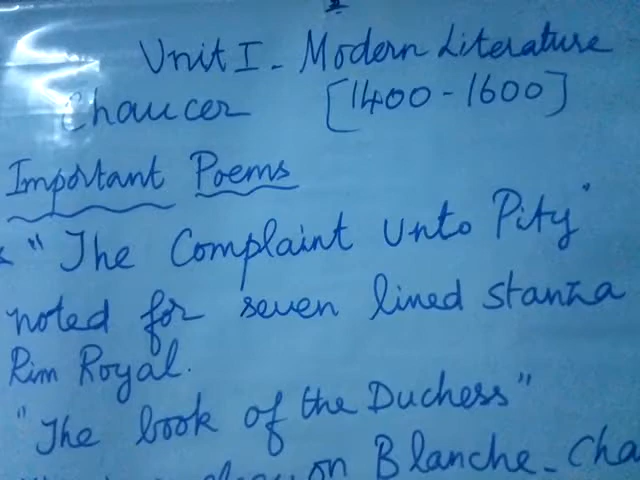 Unit I - Modern Literature
Chaucer [1400-1600]
Important Poems
"The Complaint unto Pity"
noted for seven lined stanza
Rim Royal.
"The book of the Duchess"
on Blanche - Cha